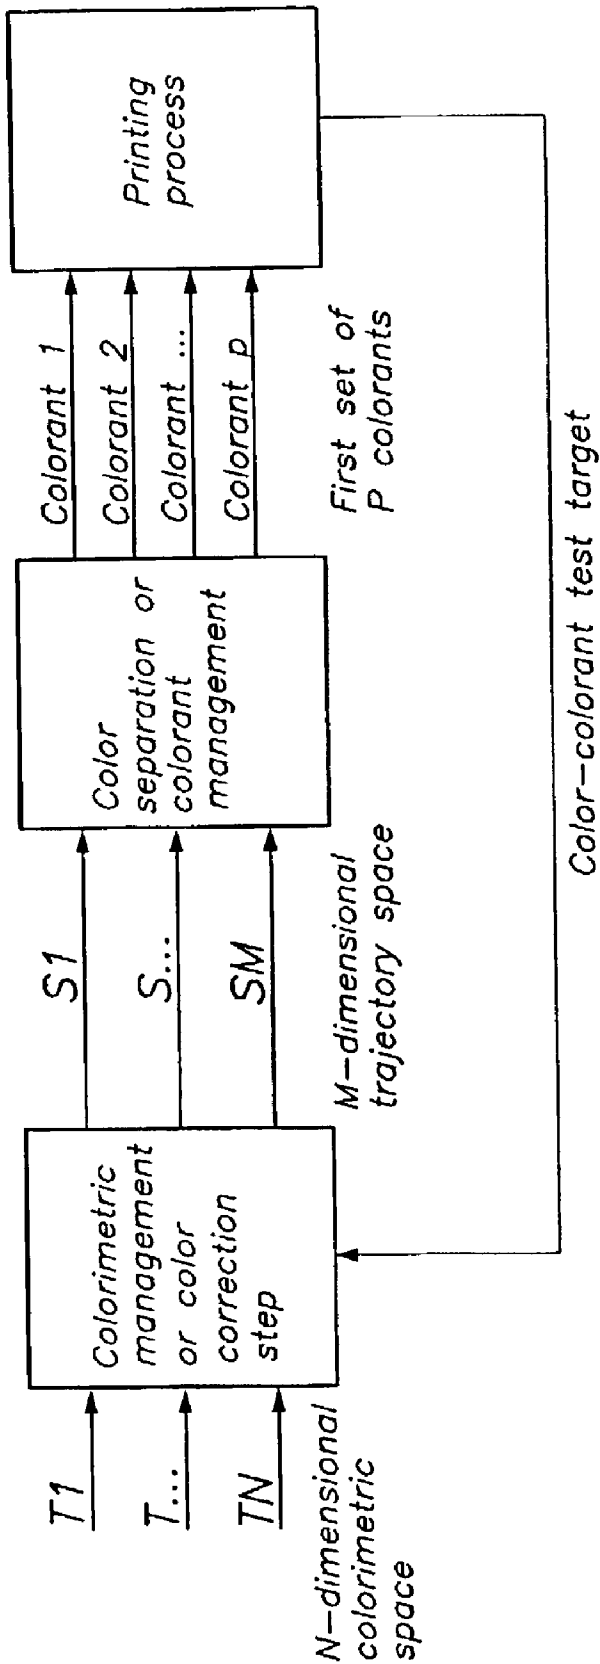 T1
T...
TN
N-dimensional
colorimetric
space
Colorimetric
management
or color
correction
step
S1
S...
SM
M-dimensional
trajectory space
Color
separation or
colorant
management
Colorant 1
Colorant 2
Colorant ...
Colorant p
First set of
P colorants
Printing
process
Color-colorant test target